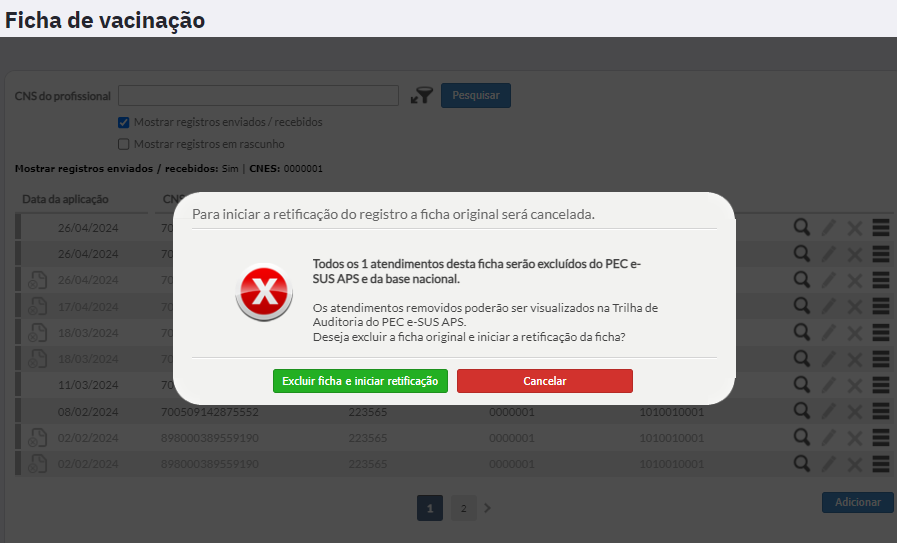 Ficha de vacinação
CNS do profissional
Pesquisar
Mostrar registros enviados / recebidos
Mostrar registros em rascunho
Mostrar registros enviados / recebidos: Sim | CNES: 0000001
Data da aplicação CNS
26/04/2024 70
26/04/2024 70
26/04/2024 70
17/04/2024 70
18/03/2024 70
18/03/2024 70
11/03/2024 70
Para iniciar a retificação do registro a ficha original será cancelada.
Todos os 1 atendimentos desta ficha serão excluídos do PEC e-
SUS APS e da base nacional.
Os atendimentos removidos poderão ser visualizados na Trilha de
Auditoria do PEC e-SUS APS.
Deseja excluir a ficha original e iniciar a retificação da ficha?
Excluir ficha e iniciar retificação
Cancelar
08/02/2024 700509142875552 223565 0000001 1010010001
02/02/2024 898000389559190 223565 0000001 1010010001
02/02/2024 898000389559190 223565 0000001 1010010001
1 2
Adicionar